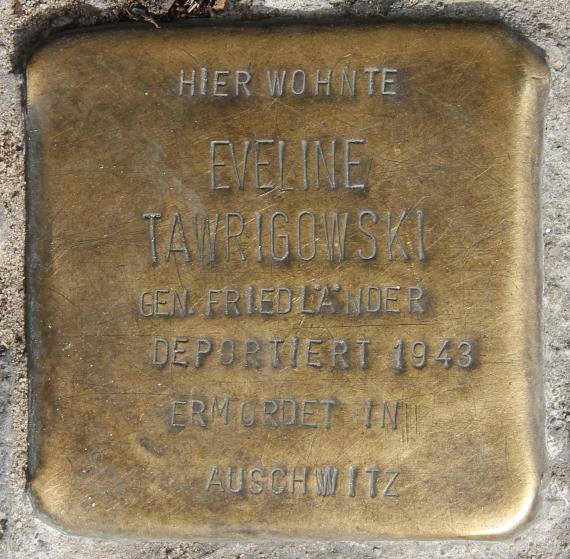 HIER WOHNTE
EVELINE
TAWRIGOWSKI
GEN. FRIEDLÄNDER
DEPORTIERT 1943
ERMORDET IN
AUSCHWITZ